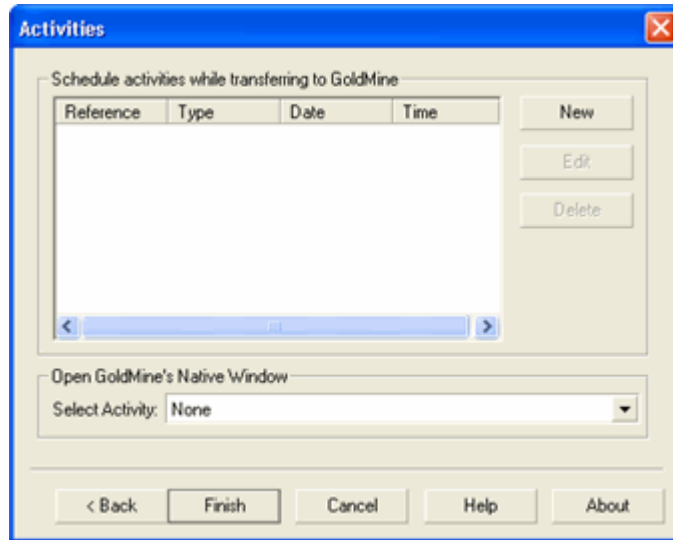 Activities
Schedule activities while transferring to GoldMine
Reference Type Date Time
New
Edit
Delete
Open GoldMine's Native Window
Select Activity: None
< Back Finish Cancel Help About